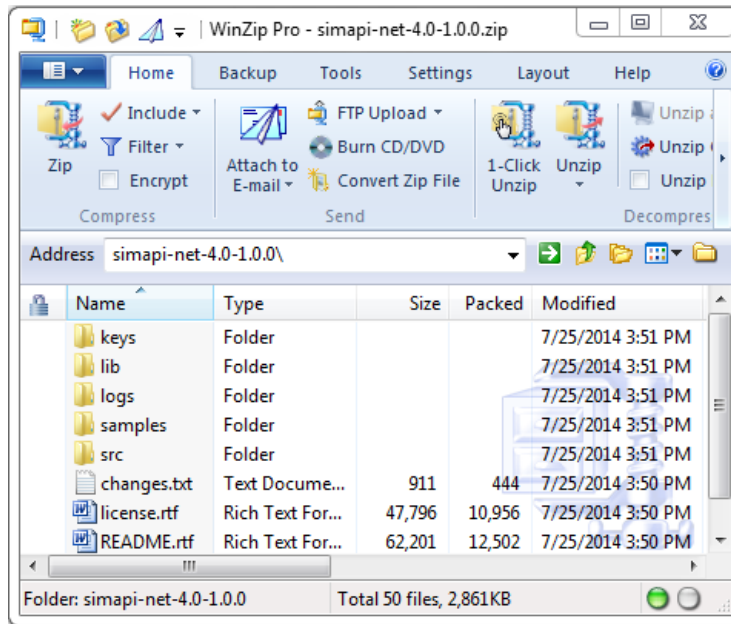 WinZip Pro - simapi-net-4.0-1.0.0.zip
Home Backup Tools Settings Layout Help
Zip
Include
Filter
Encrypt
Compress
Attach to
E-mail
FTP Upload
Burn CD/DVD
Convert Zip File
Send
1-Click
Unzip
Unzip
Unzip
Unzip
Unzip
Decompres
Address simapi-net-4.0-1.0.0\
Name Type Size Packed Modified
keys Folder 7/25/2014 3:51 PM
lib Folder 7/25/2014 3:51 PM
logs Folder 7/25/2014 3:51 PM
samples Folder 7/25/2014 3:51 PM
src Folder 7/25/2014 3:51 PM
changes.txt Text Docume... 911 444 7/25/2014 3:50 PM
license.rtf Rich Text For... 47,796 10,956 7/25/2014 3:50 PM
README.rtf Rich Text For... 62,201 12,502 7/25/2014 3:50 PM
Folder: simapi-net-4.0-1.0.0 Total 50 files, 2,861KB